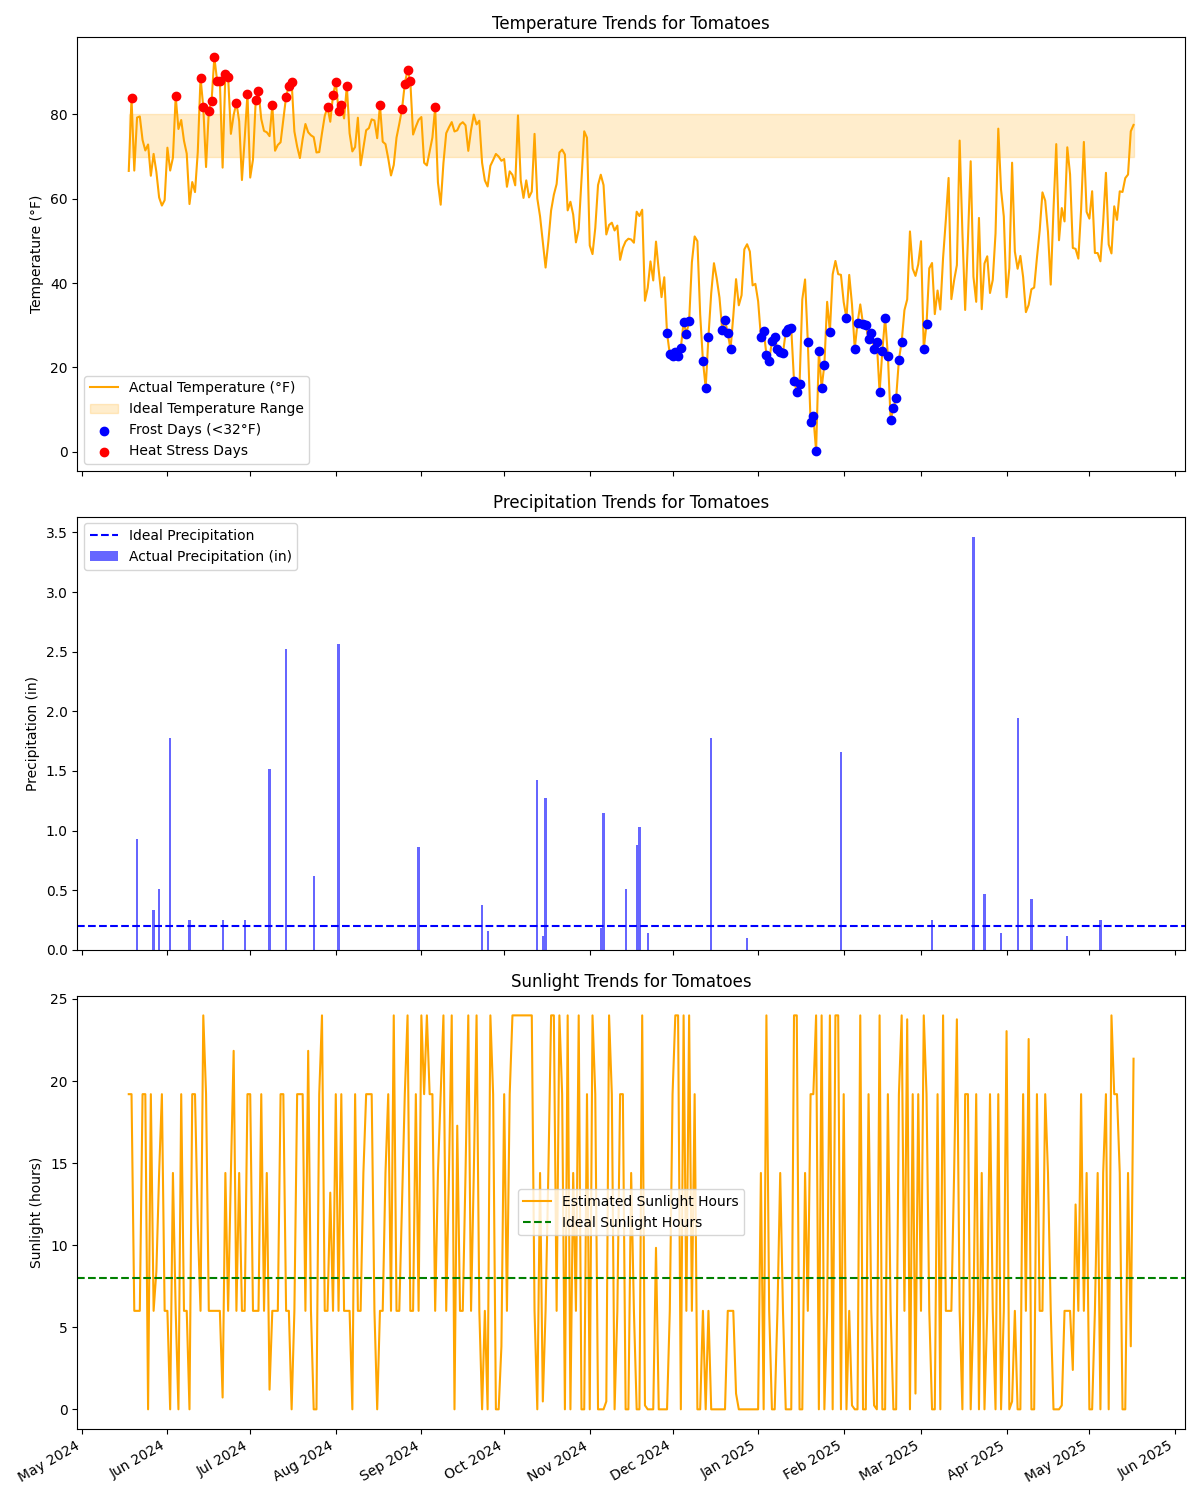 Temperature Trends for Tomatoes
80
60
40
20
0
Temperature (°F)
Actual Temperature (°F)
Ideal Temperature Range
Frost Days (<32°F)
Heat Stress Days
Precipitation Trends for Tomatoes
3.5
3.0
2.5
2.0
1.5
1.0
0.5
0.0
Precipitation (in)
Ideal Precipitation
Actual Precipitation (in)
Sunlight Trends for Tomatoes
25
20
15
10
5
0
Sunlight (hours)
Estimated Sunlight Hours
Ideal Sunlight Hours
May 2024
Jun 2024
Jul 2024
Aug 2024
Sep 2024
Oct 2024
Nov 2024
Dec 2024
Jan 2025
Feb 2025
Mar 2025
Apr 2025
May 2025
Jun 2025